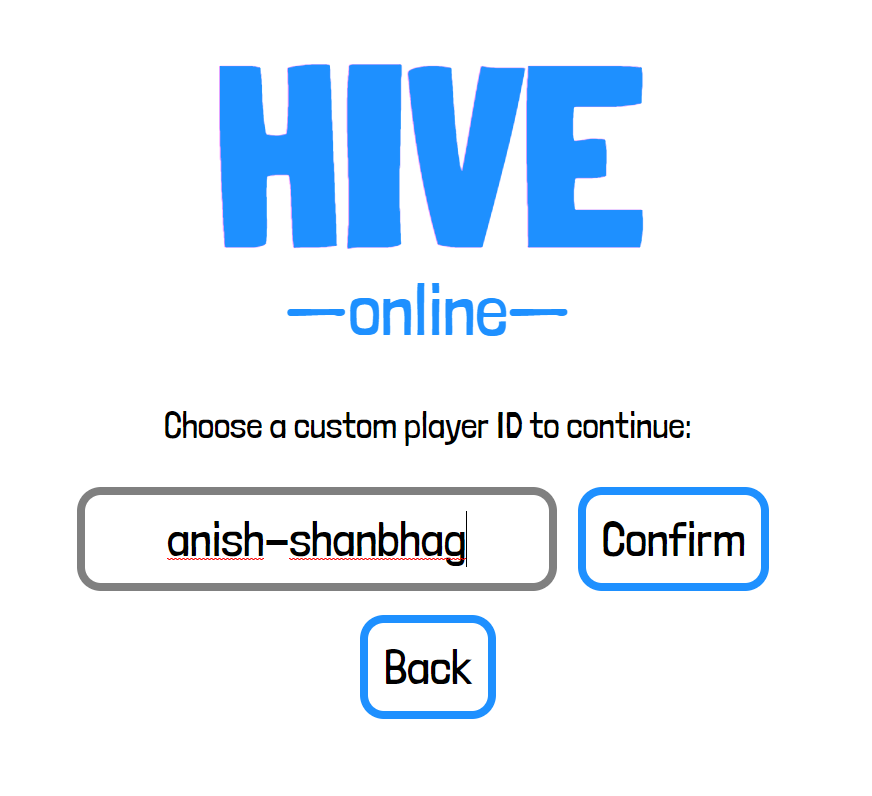 HIVE
—online—
Choose a custom player ID to continue:
anish-shanbhag
Confirm
Back